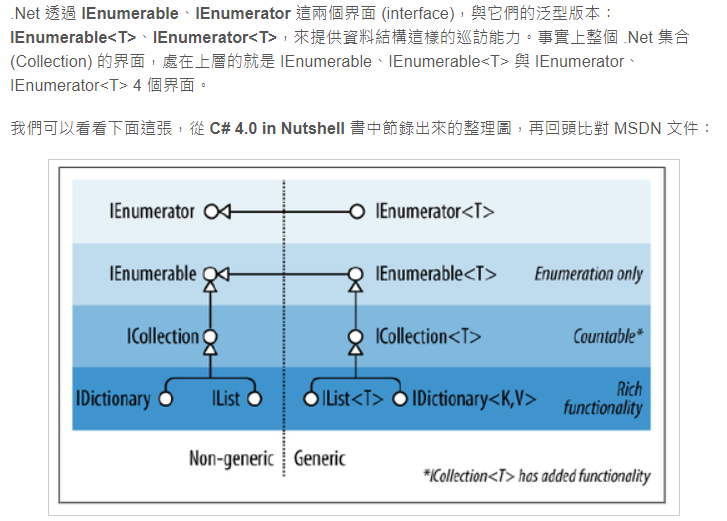 .Net 透過 IEnumerable、IEnumerator 這兩個界面 (interface)，與它們的泛型版本：
IEnumerable<T>、IEnumerator<T>，來提供資料結構這樣的巡訪能力。事實上整個 .Net 集合
(Collection) 的界面，處在上層的就是 IEnumerable、IEnumerable<T> 與 IEnumerator、
IEnumerator<T> 4 個界面。
我們可以看看下面這張，從 C# 4.0 in Nutshell 書中節錄出來的整理圖，再回頭比對 MSDN 文件：
IEnumerator IEnumerator<T>
IEnumerable IEnumerable<T> Enumeration only
ICollection ICollection<T> Countable*
IDictionary IList IList<T> IDictionary<K,V> Rich
functionality
Non-generic Generic
*ICollection<T> has added functionality